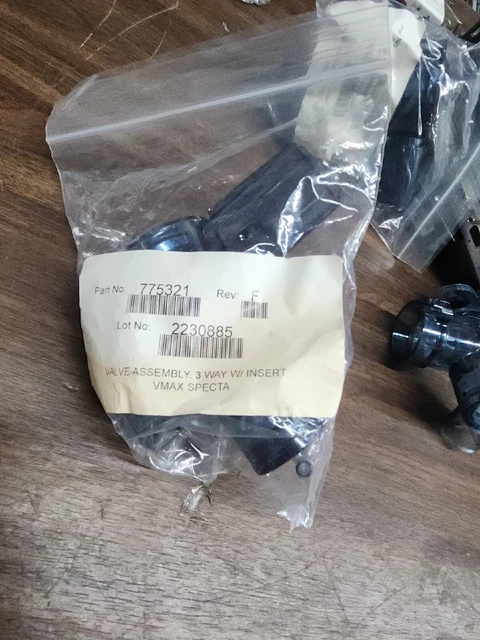 Part No: 775321 Rev: F
Lot No: 2230885
VALVE ASSEMBLY, 3 WAY W/ INSERT
VMAX SPECTA